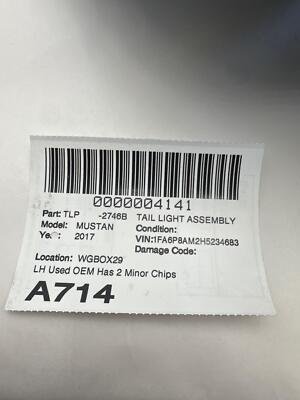 0000004141
Part: TLP -2746B TAIL LIGHT ASSEMBLY
Model: MUSTAN Condition:
Year: 2017 VIN:1FA6P8AM2H5234683
Damage Code:
Location: WGBOX29
LH Used OEM Has 2 Minor Chips
A714